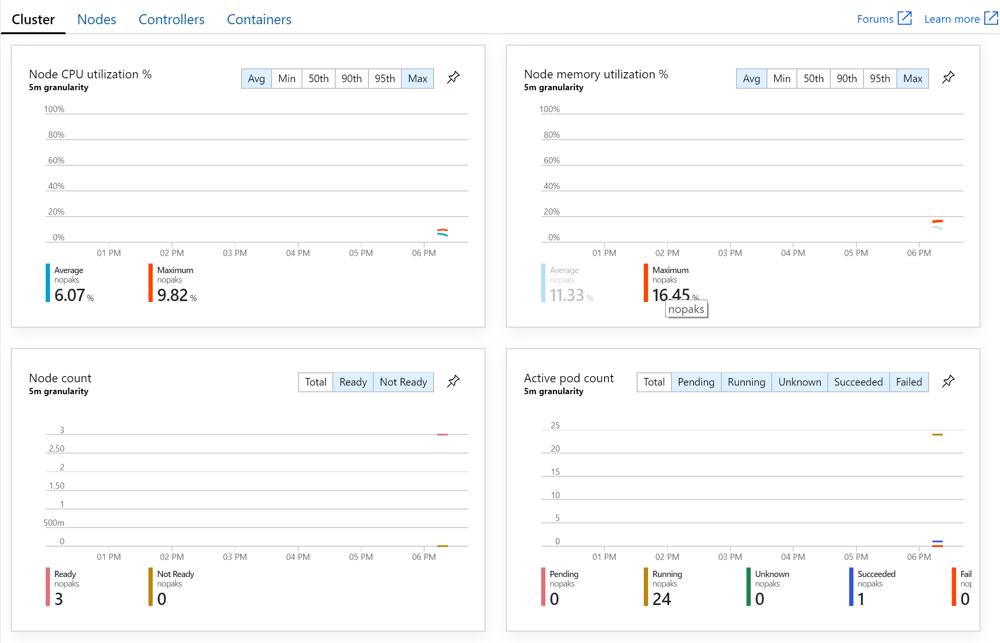 Cluster Nodes Controllers Containers Forums Learn more
Node CPU utilization %
5m granularity
Avg Min 50th 90th 95th Max
100%
80%
60%
40%
20%
0%
01 PM 02 PM 03 PM 04 PM 05 PM 06 PM
Average
nopaks
6.07 %
Maximum
nopaks
9.82 %
Node memory utilization %
5m granularity
Avg Min 50th 90th 95th Max
100%
80%
60%
40%
20%
0%
01 PM 02 PM 03 PM 04 PM 05 PM 06 PM
Average
nopaks
11.33 %
Maximum
nopaks
16.45 %
nopaks
Node count
5m granularity
Total Ready Not Ready
3
2.50
2
1.50
1
500m
0
01 PM 02 PM 03 PM 04 PM 05 PM 06 PM
Ready
nopaks
3
Not Ready
nopaks
0
Active pod count
5m granularity
Total Pending Running Unknown Succeeded Failed
25
20
15
10
5
0
01 PM 02 PM 03 PM 04 PM 05 PM 06 PM
Pending
nopaks
0
Running
nopaks
24
Unknown
nopaks
0
Succeeded
nopaks
1
Fail
nop
0